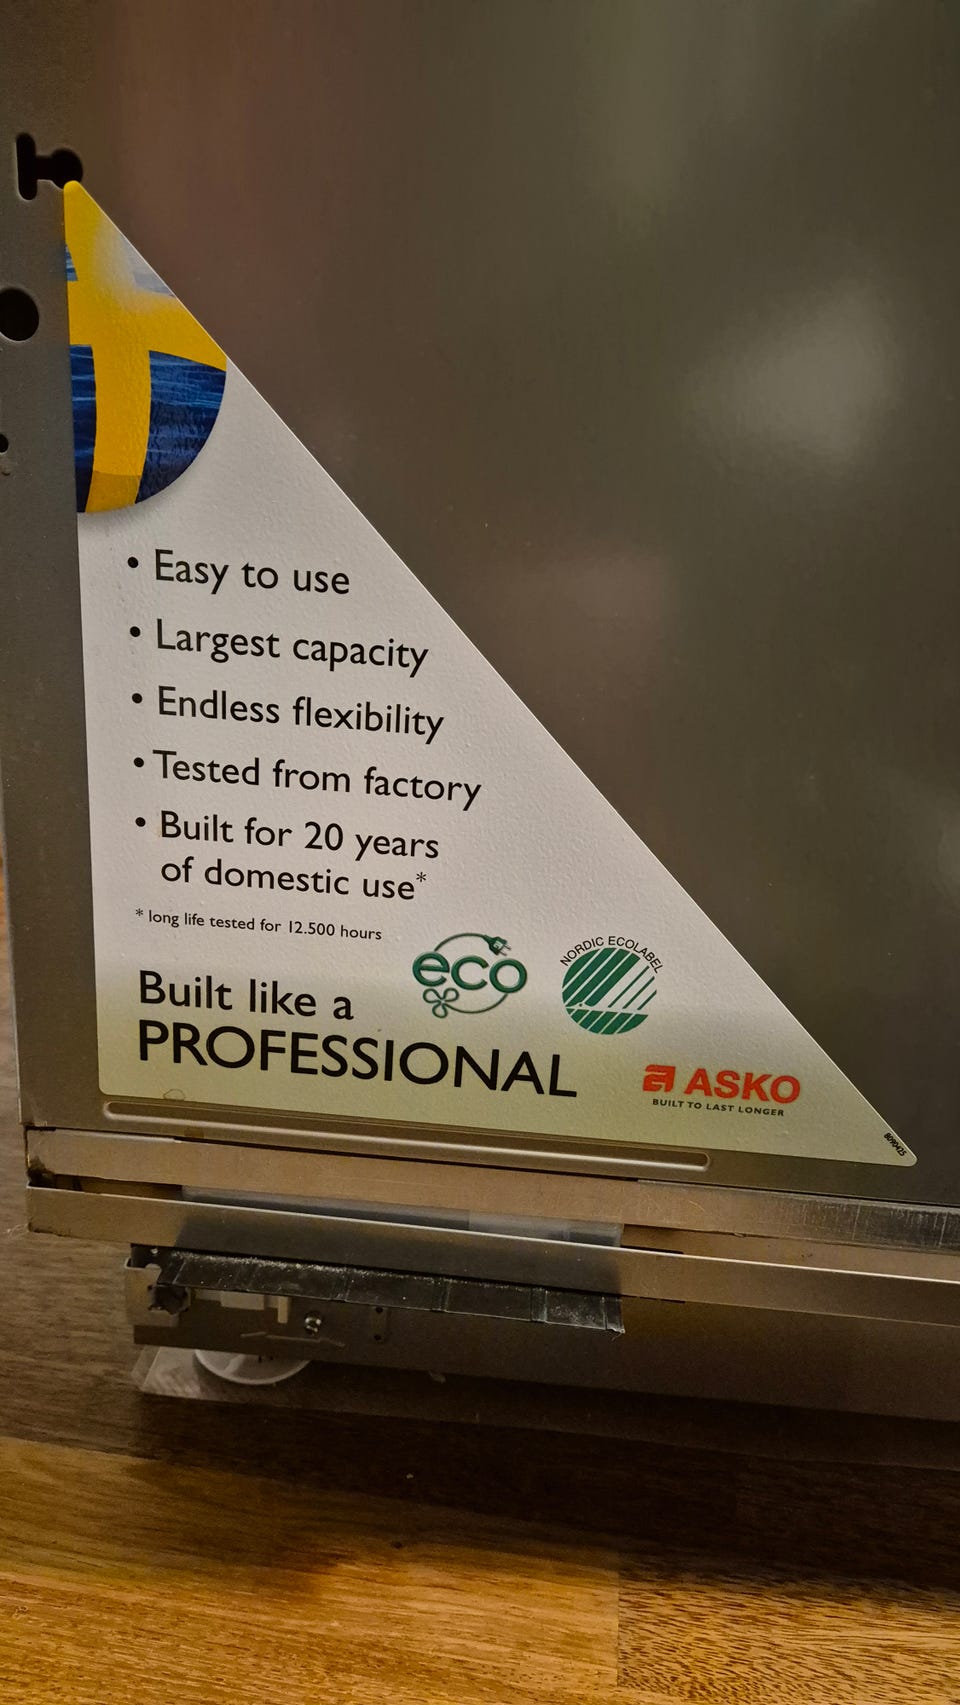 • Easy to use
• Largest capacity
• Endless flexibility
• Tested from factory
• Built for 20 years
of domestic use*
* long life tested for 12.500 hours
eco
NORDIC ECOLABEL
Built like a
PROFESSIONAL
ASKO
BUILT TO LAST LONGER